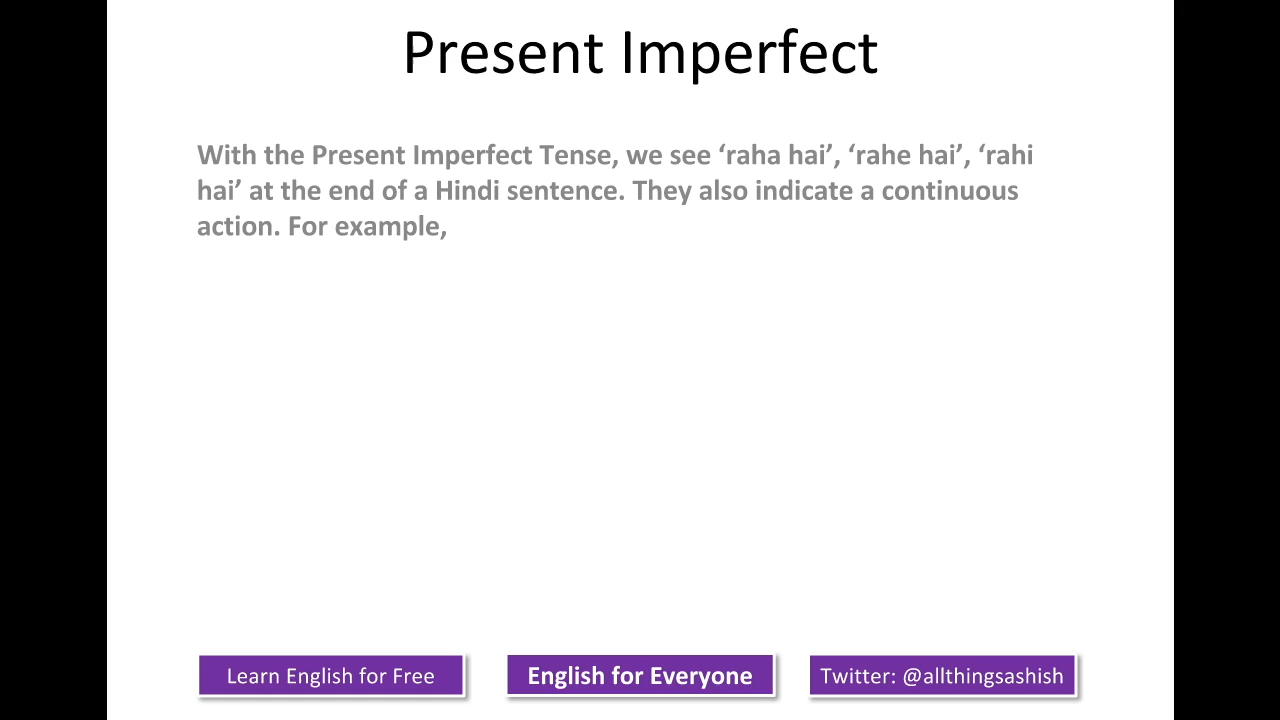 Present Imperfect
With the Present Imperfect Tense, we see ‘raha hai’, ‘rahe hai’, ‘rahi
hai’ at the end of a Hindi sentence. They also indicate a continuous
action. For example,
Learn English for Free
English for Everyone
Twitter: @allthingsashish